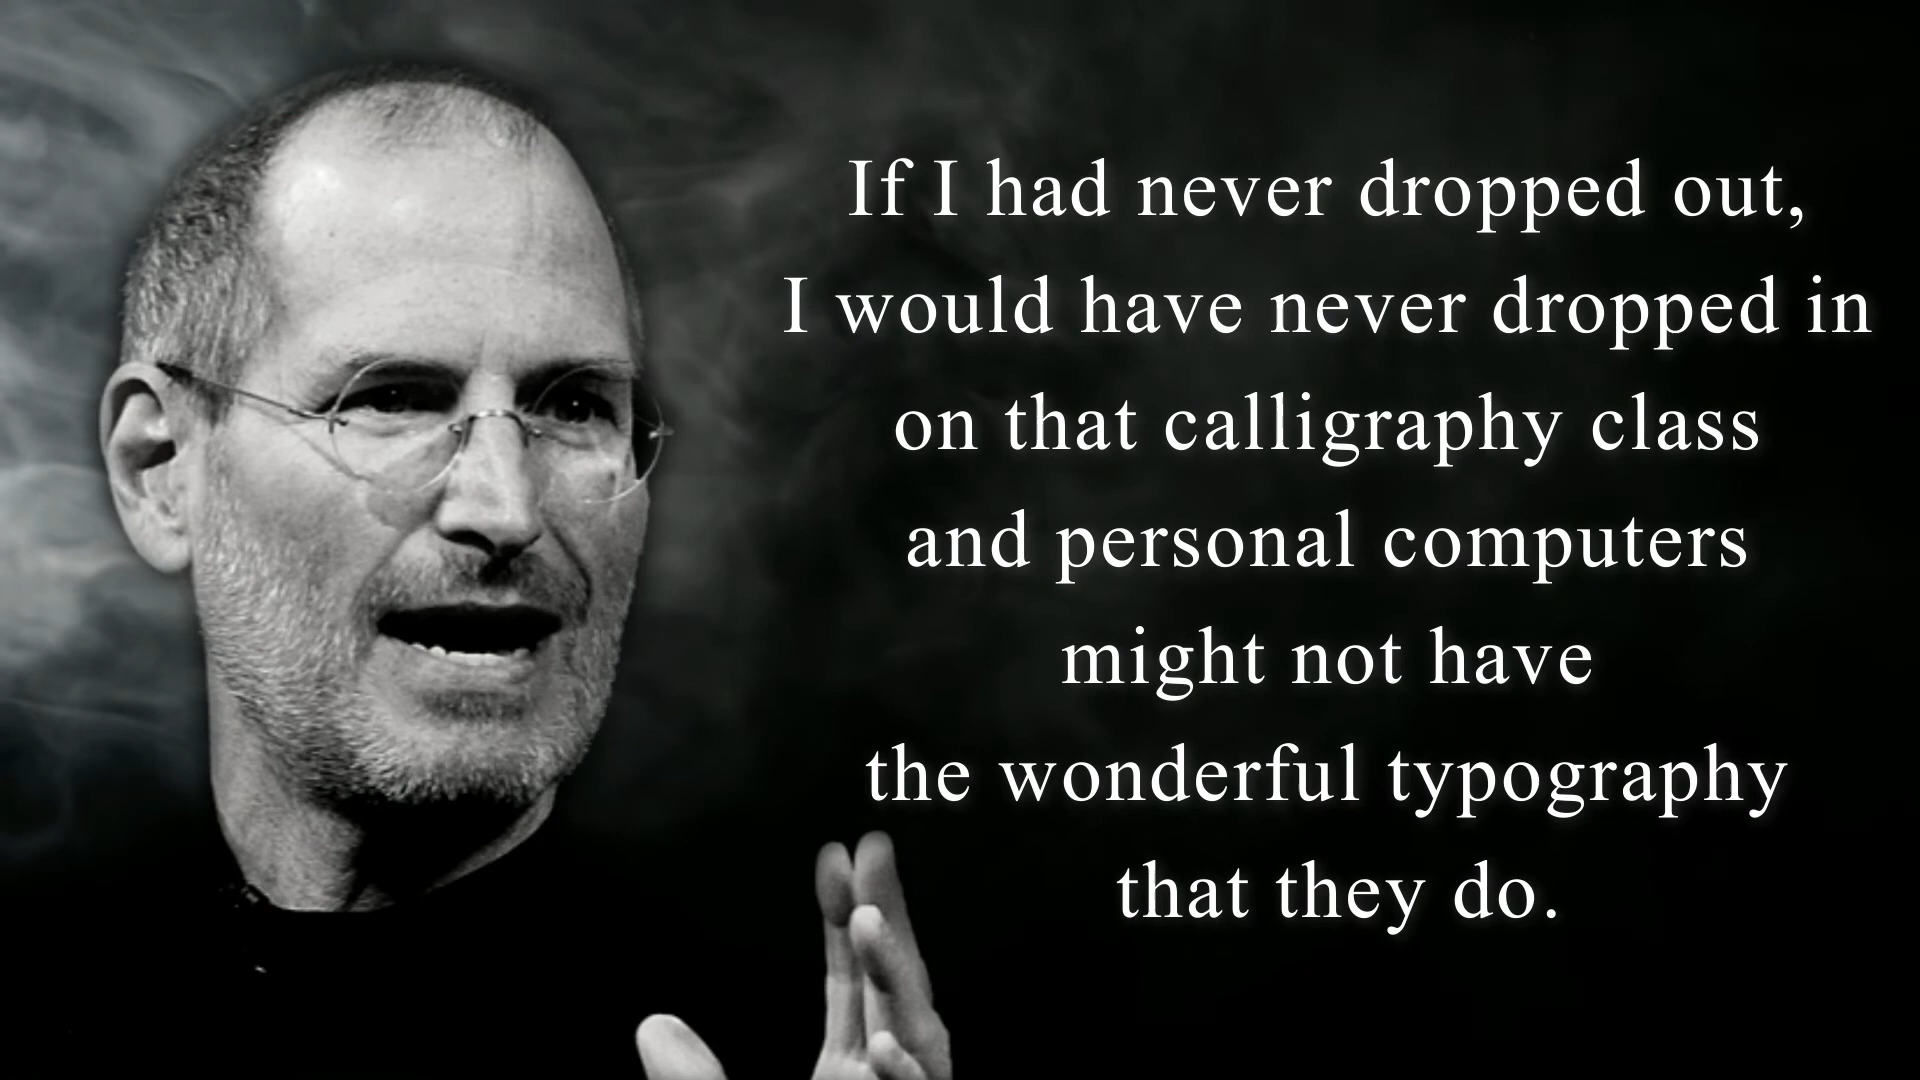 If I had never dropped out,
I would have never dropped in
on that calligraphy class
and personal computers
might not have
the wonderful typography
that they do.